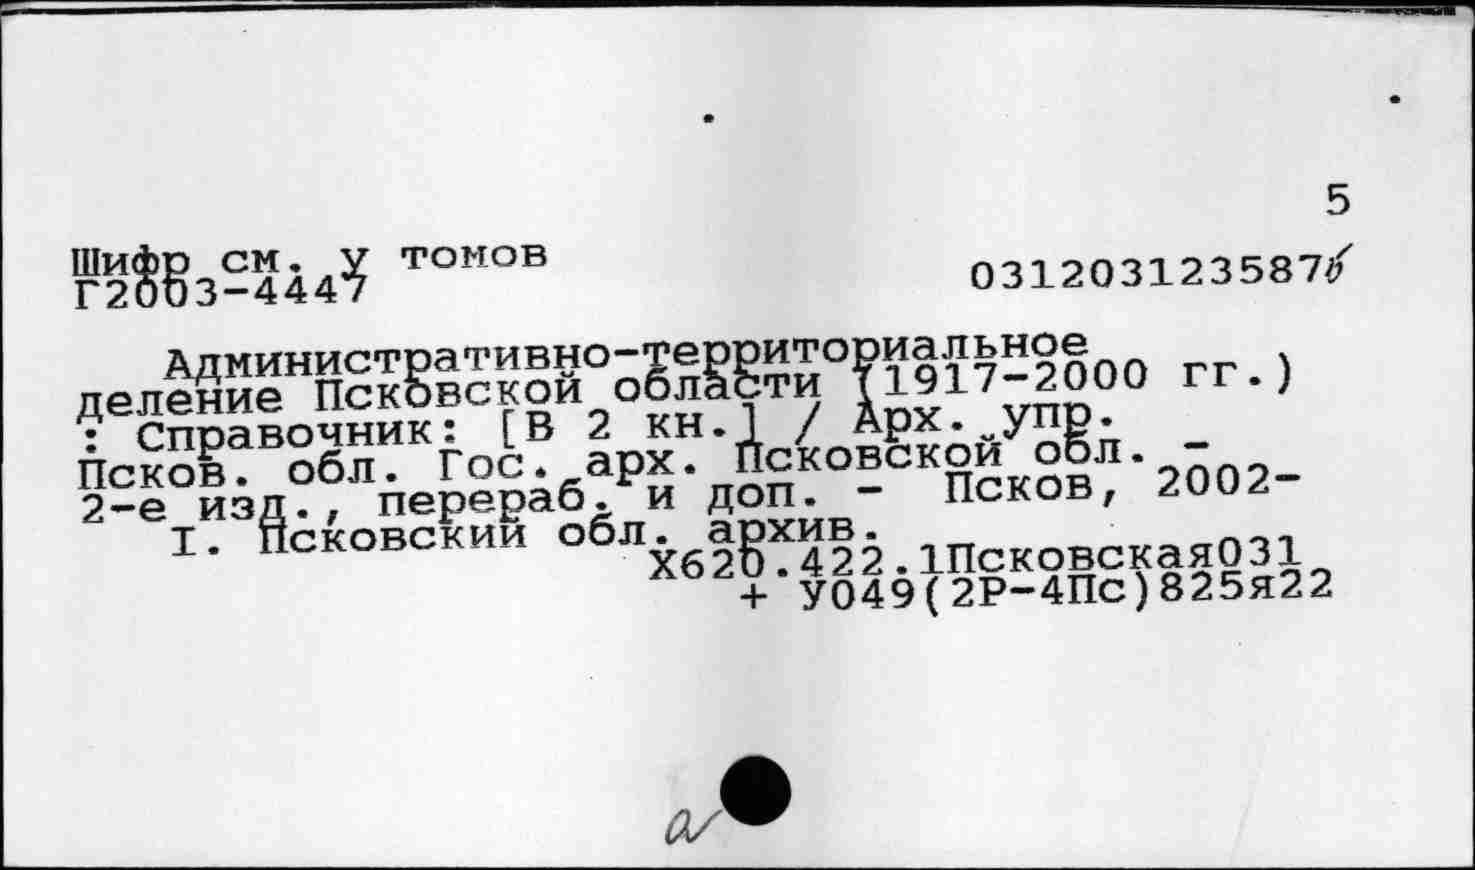 5
Шифр см. у томов
Г2003-4447
031203123587
Административно-территориальное
деление Псковской области (1917-2000 гг.)
: Справочник: [В 2 кн.] / Арх. упр.
Псков. обл. Гос. арх. Псковской обл. -
2-е изд., перераб. и доп. - Псков, 2002-
I. Псковский обл. архив.
Х620.422.1Псковская031
+ У049(2Р-4Пс)825я22